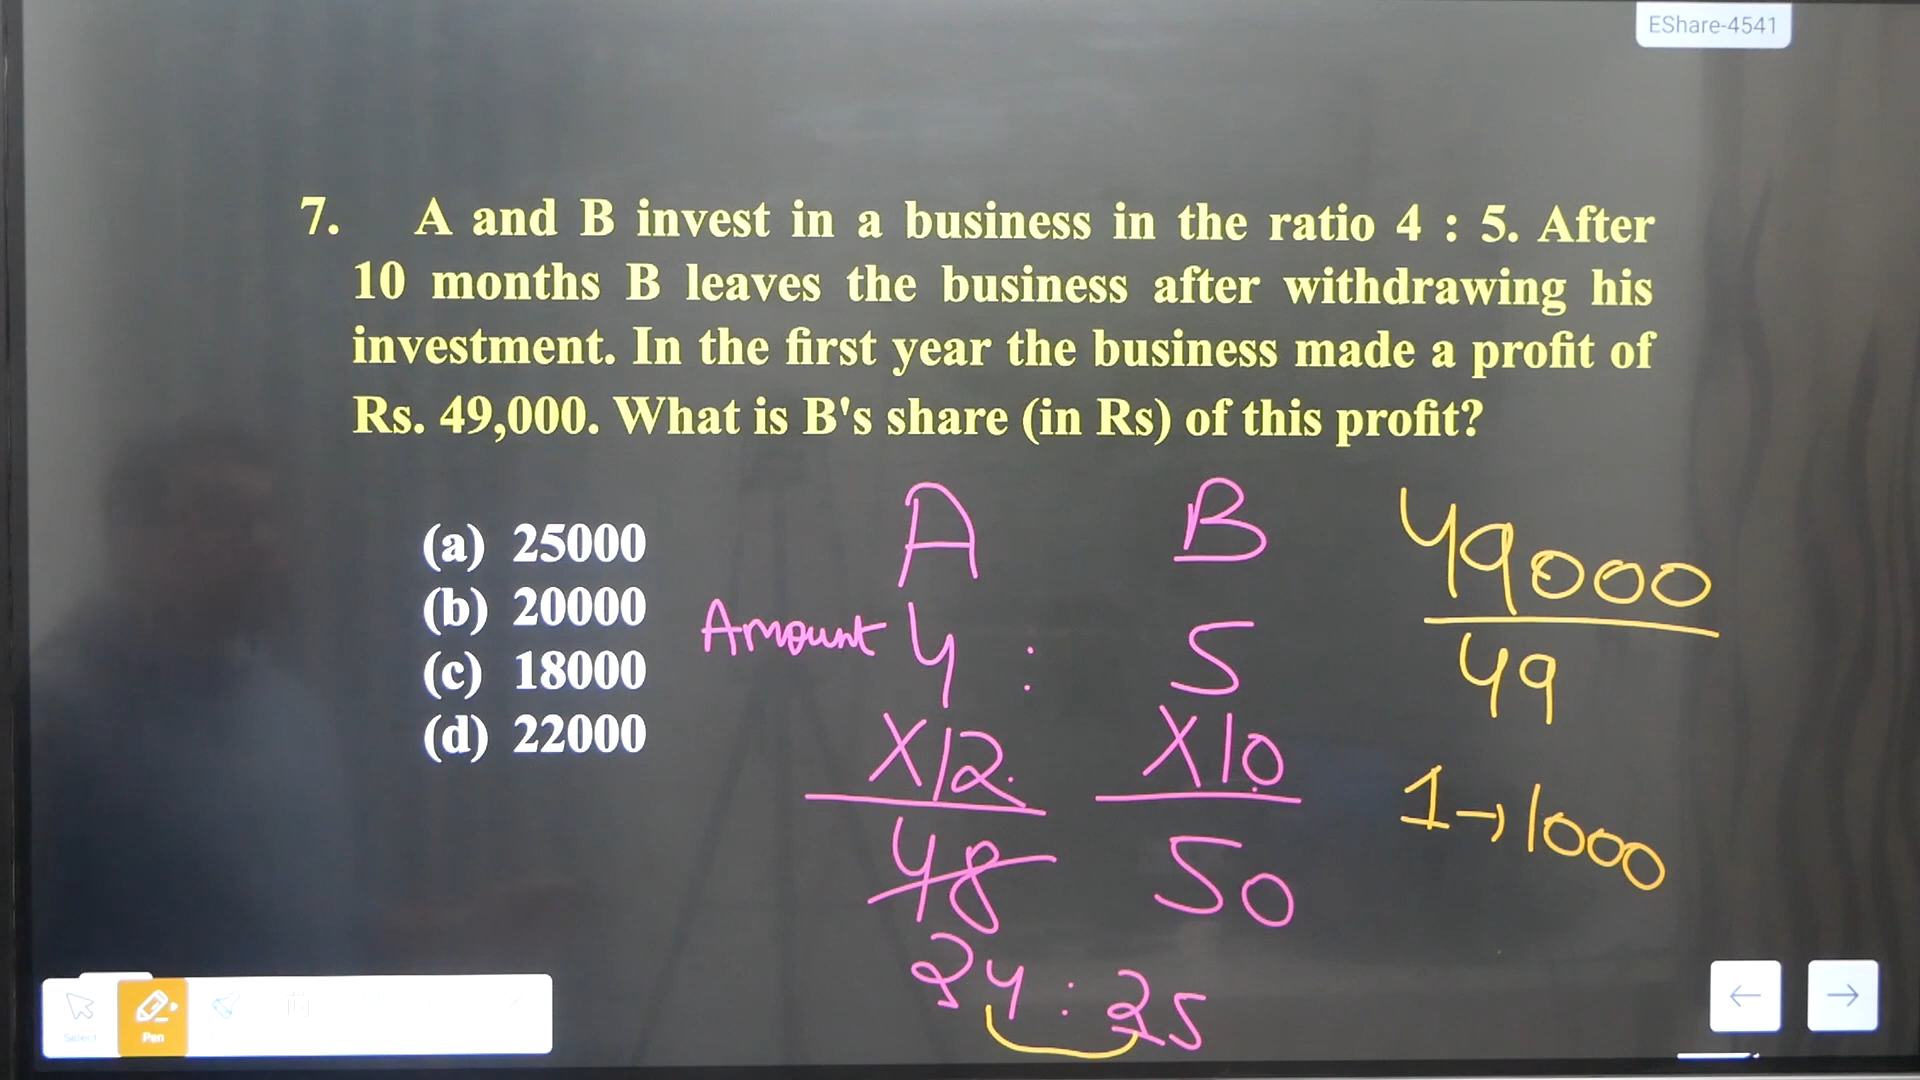 EShare-4541
7. A and B invest in a business in the ratio 4 : 5. After
10 months B leaves the business after withdrawing his
investment. In the first year the business made a profit of
Rs. 49,000. What is B's share (in Rs) of this profit?
(a) 25000
(b) 20000
(c) 18000
(d) 22000
A B
Amount 4 : 5
X12 X10
48 50
24 : 25
49000
49
1→1000
Select
Pen